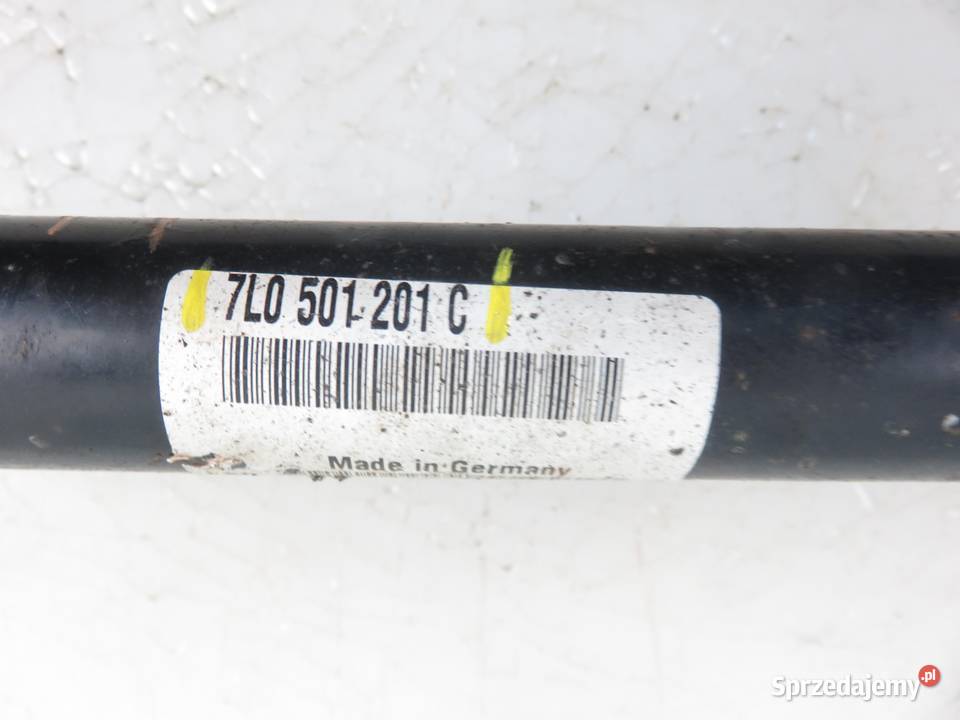 7L0 501 201 C
Made in Germany
Sprzedajemy.pl